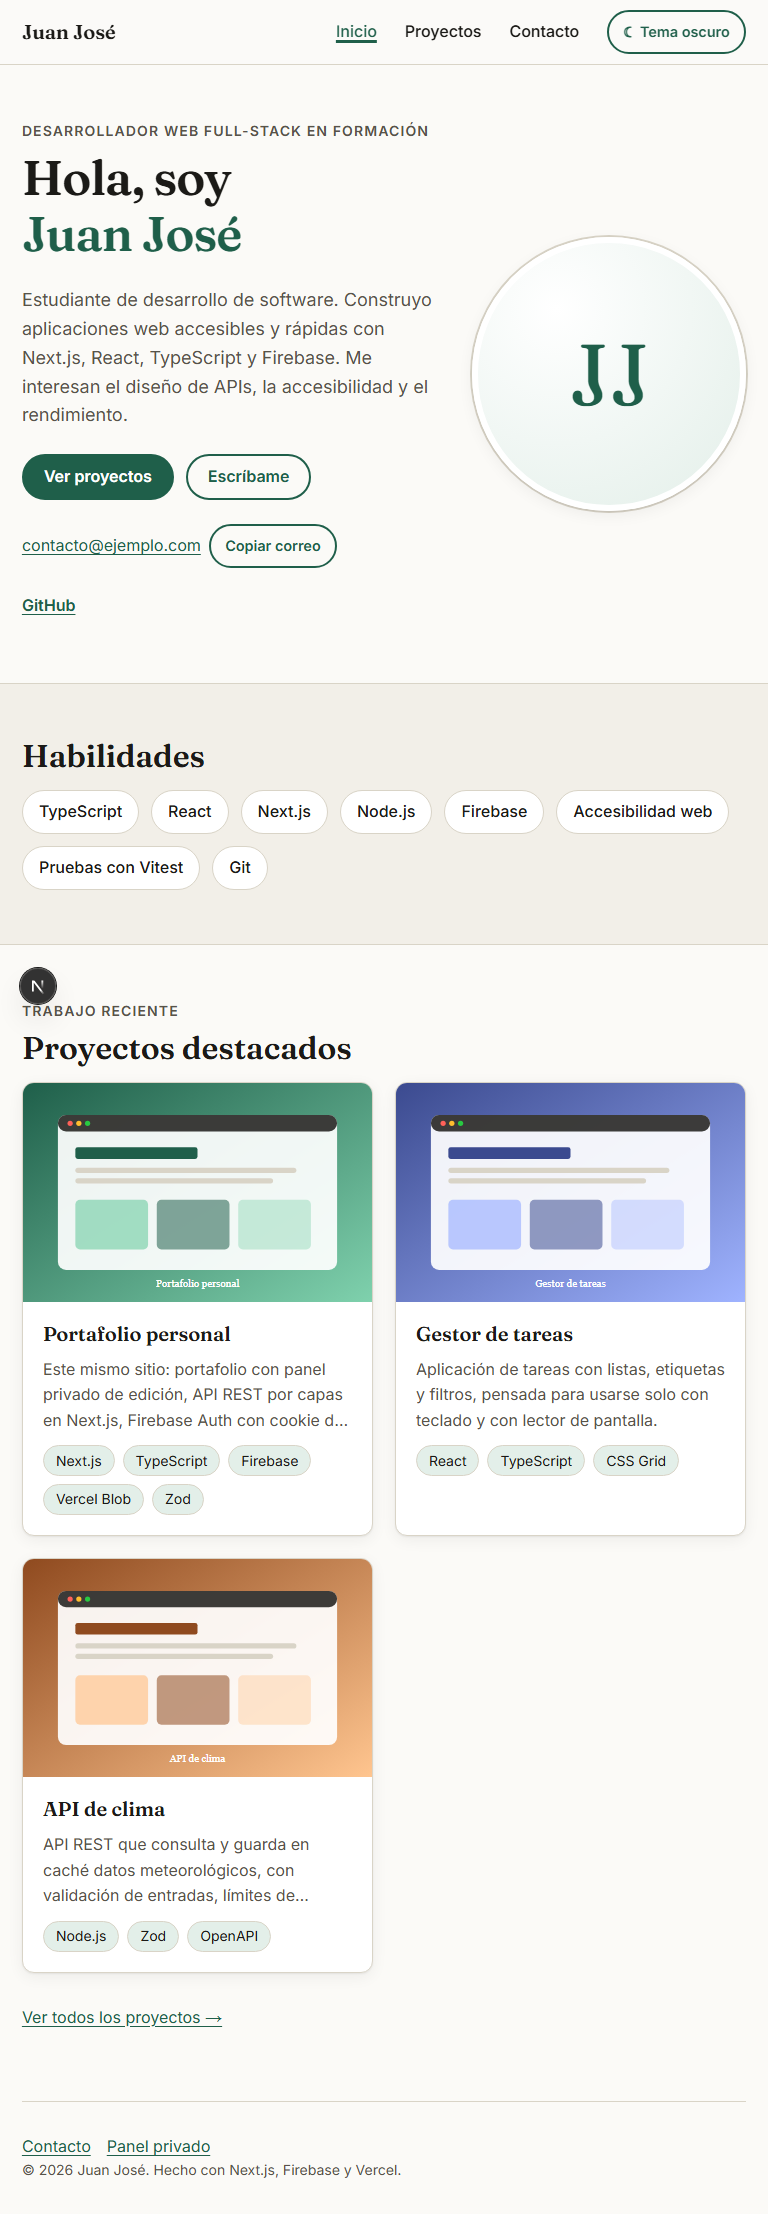 Juan José
Inicio
Proyectos
Contacto
☾ Tema oscuro
DESARROLLADOR WEB FULL-STACK EN FORMACIÓN
Hola, soy
Juan José
Estudiante de desarrollo de software. Construyo
aplicaciones web accesibles y rápidas con
Next.js, React, TypeScript y Firebase. Me
interesan el diseño de APIs, la accesibilidad y el
rendimiento.
JJ
Ver proyectos
Escríbame
contacto@ejemplo.com
Copiar correo
GitHub
Habilidades
TypeScript
React
Next.js
Node.js
Firebase
Accesibilidad web
Pruebas con Vitest
Git
N
TRABAJO RECIENTE
Proyectos destacados
Portafolio personal
Portafolio personal
Este mismo sitio: portafolio con panel
privado de edición, API REST por capas
en Next.js, Firebase Auth con cookie d...
Next.js
TypeScript
Firebase
Vercel Blob
Zod
Gestor de tareas
Gestor de tareas
Aplicación de tareas con listas, etiquetas
y filtros, pensada para usarse solo con
teclado y con lector de pantalla.
React
TypeScript
CSS Grid
API de clima
API de clima
API REST que consulta y guarda en
caché datos meteorológicos, con
validación de entradas, límites de...
Node.js
Zod
OpenAPI
Ver todos los proyectos →
Contacto
Panel privado
© 2026 Juan José. Hecho con Next.js, Firebase y Vercel.